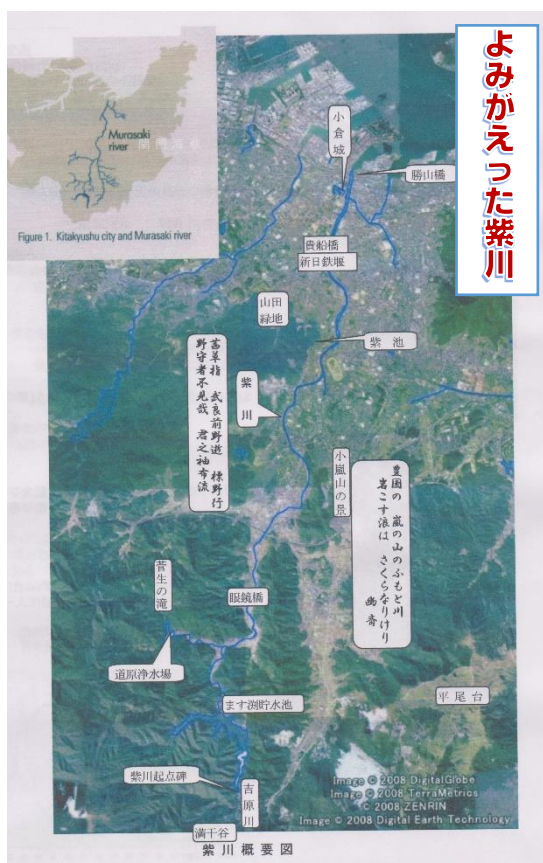 よみがえった紫川
Murasaki
river
Figure 1. Kitakyushu city and Murasaki river
小倉城
勝山橋
貴船橋
新日鉄堰
山田
緑地
紫池
茜草指 武良前野遊 標野行
野守者不見哉 君之袖布流
紫川
小嵐山の景
豊国の 嵐の山のふもと川
岩こす浪は さくらなりけり
幽斎
菅生の滝
眼鏡橋
道原浄水場
ます渕貯水池
平尾台
紫川起点碑
吉原川
満干谷
Image © 2008 DigitalGlobe
Image © 2008 TerraMetrics
© 2008 ZENRIN
Image © 2008 Digital Earth Technology
紫川概要図